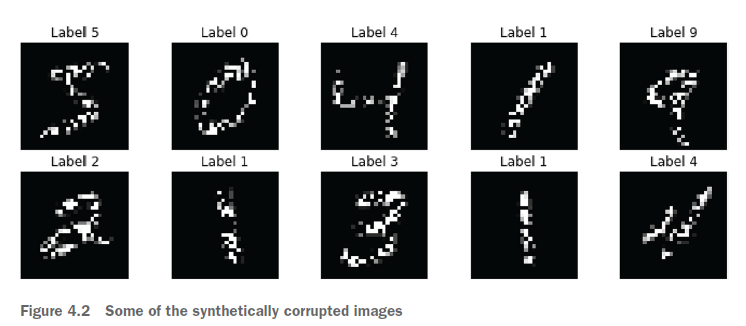 Label 5 Label 0 Label 4 Label 1 Label 9
Label 2 Label 1 Label 3 Label 1 Label 4
Figure 4.2 Some of the synthetically corrupted images